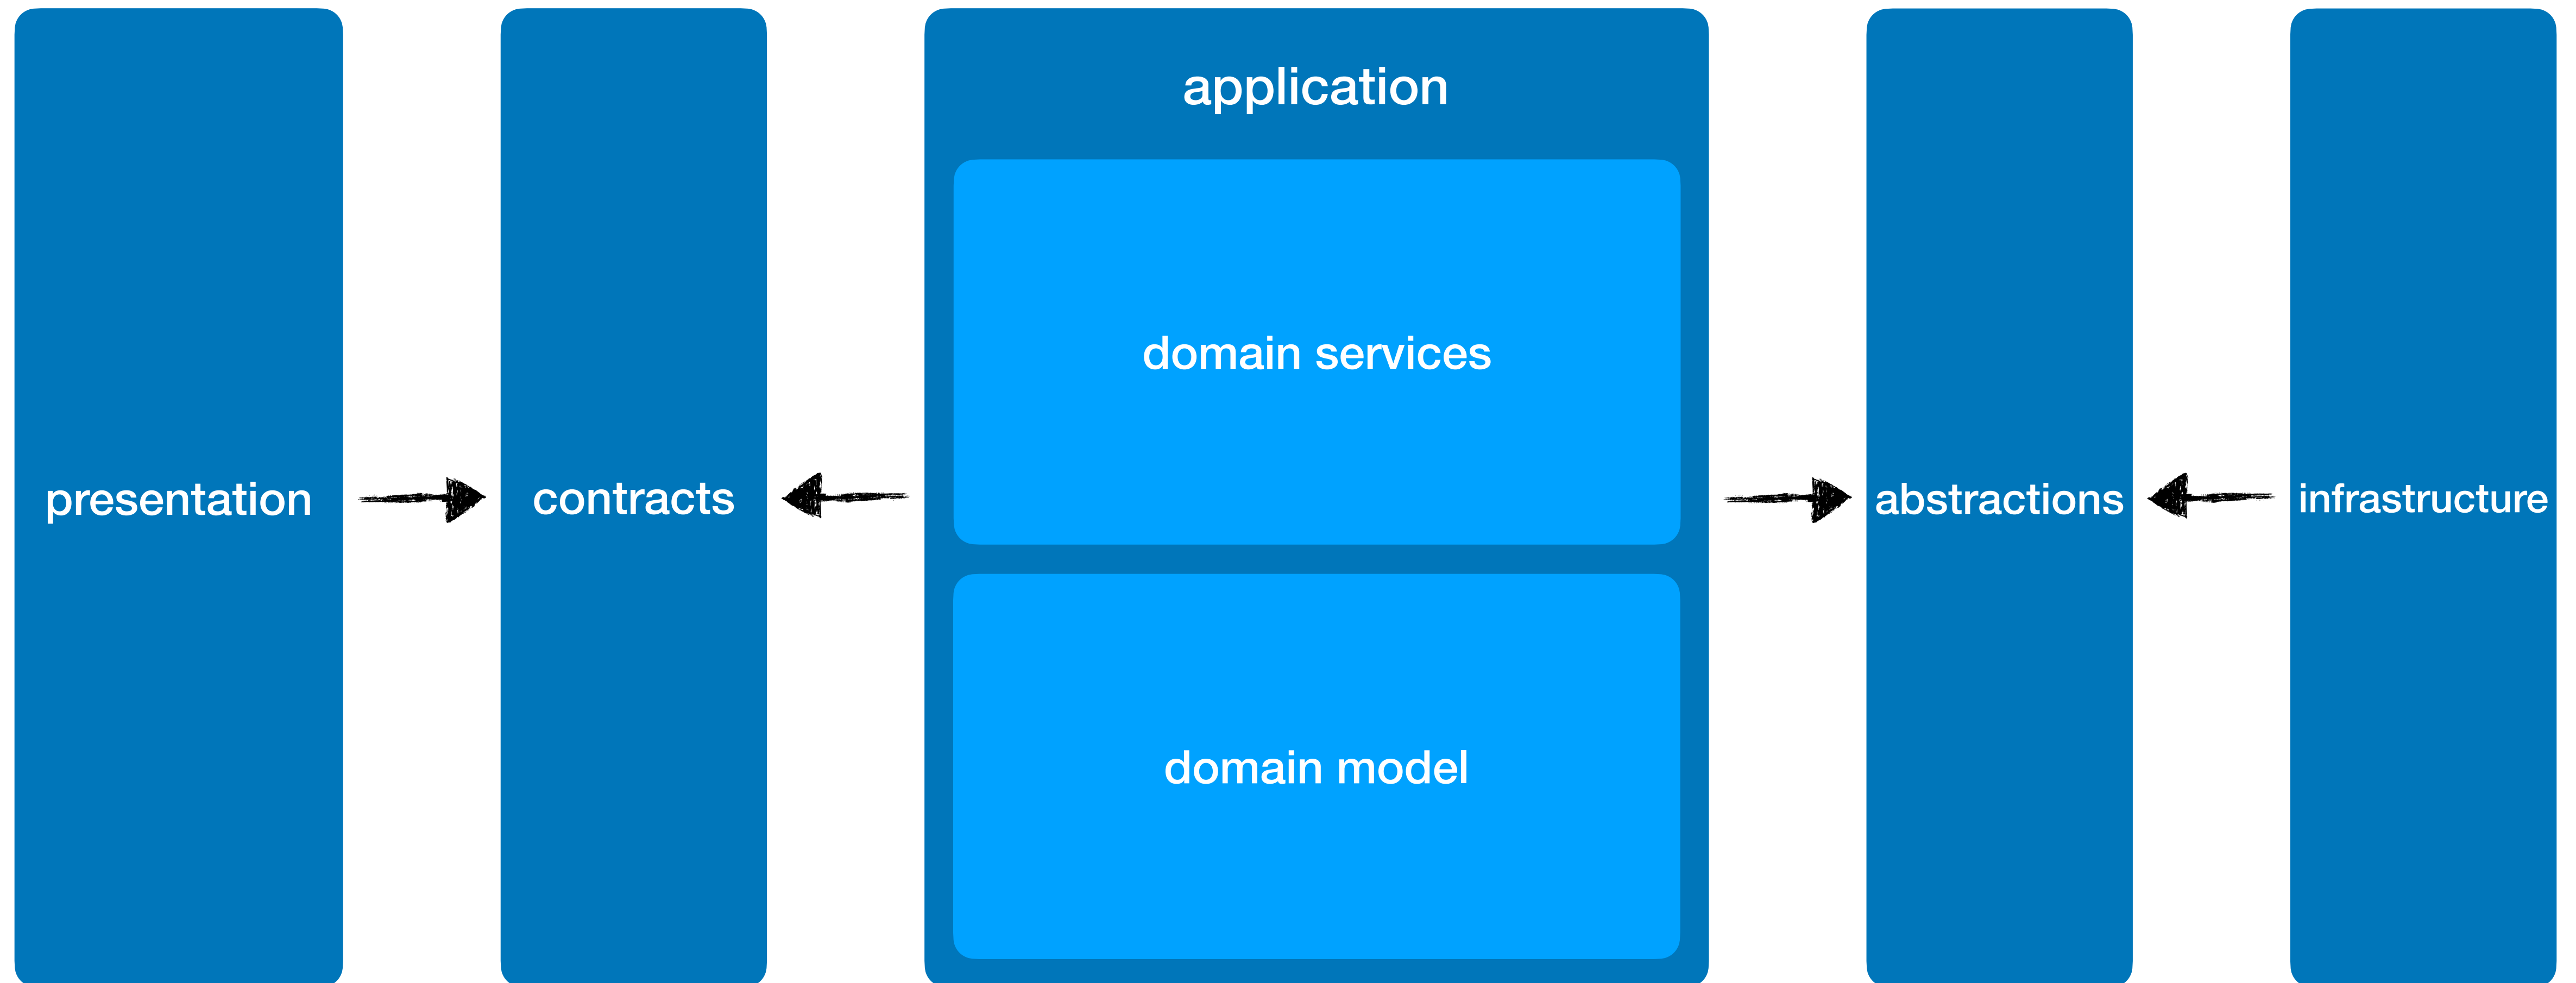 application
domain services
presentation
contracts
abstractions
infrastructure
domain model